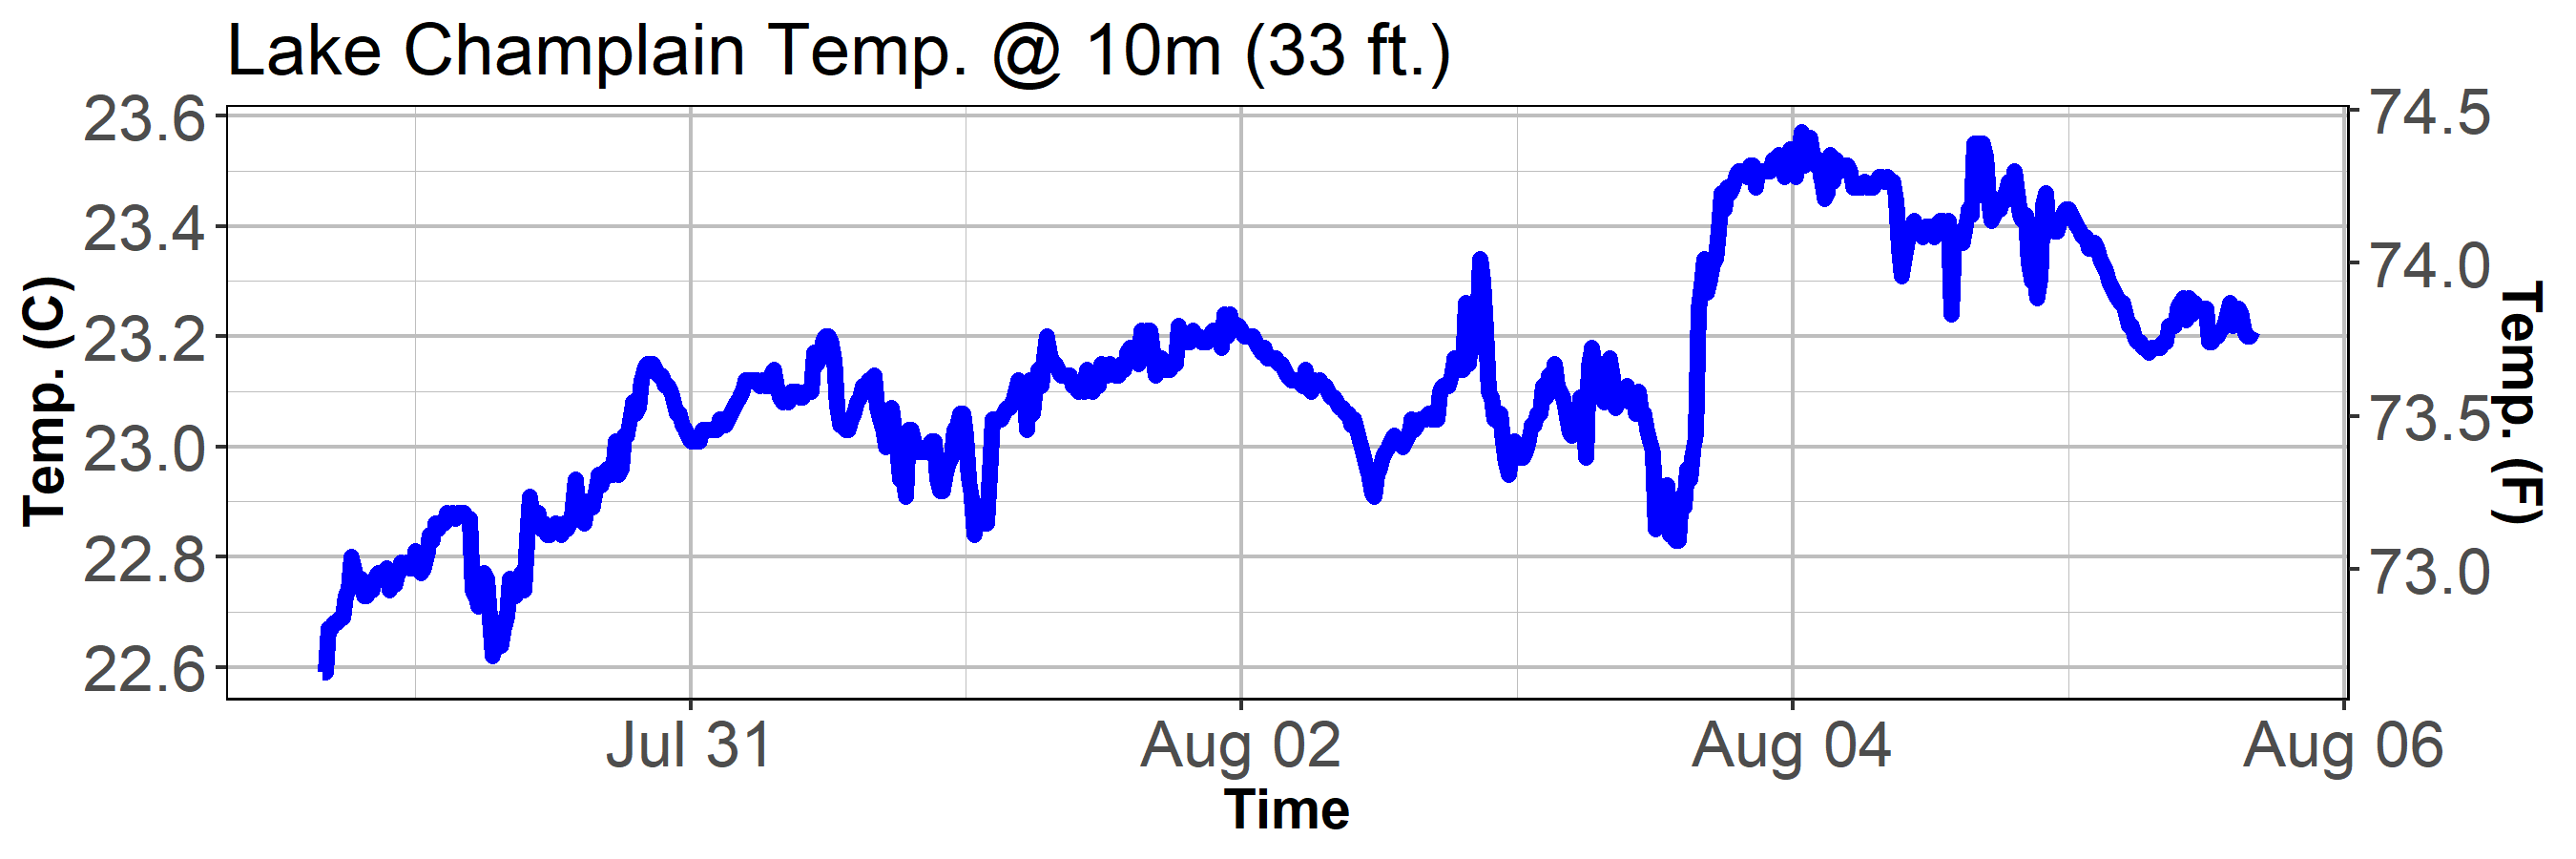 Lake Champlain Temp. @ 10m (33 ft.)
Temp. (C)
23.6
23.4
23.2
23.0
22.8
22.6
74.5
74.0
73.5
73.0
Temp. (F)
Jul 31
Aug 02
Aug 04
Aug 06
Time